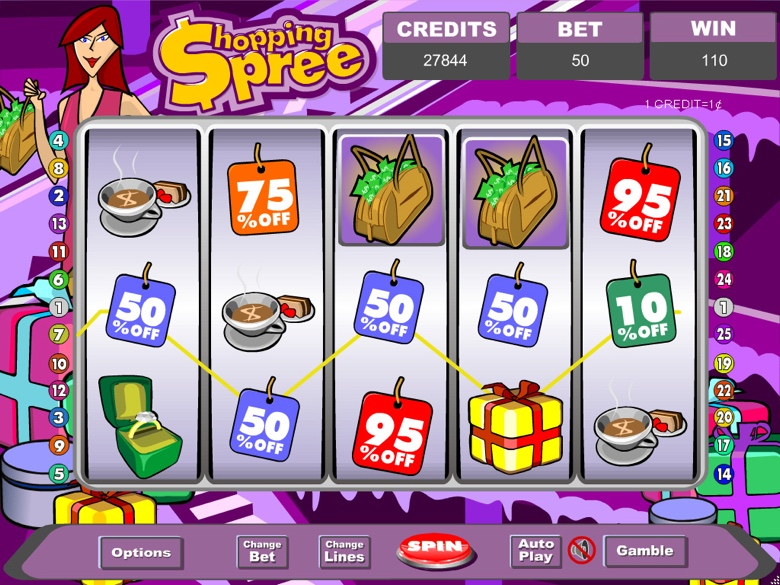 $hopping
$pree
CREDITS
27844
BET
50
WIN
110
1 CREDIT=1¢
4
8
2
13
11
6
1
7
10
12
3
9
5
75
%OFF
95
%OFF
50
%OFF
50
%OFF
50
%OFF
10
%OFF
50
%OFF
95
%OFF
15
16
21
23
18
24
1
25
19
22
20
17
14
Options
Change
Bet
Change
Lines
SPIN
Auto
Play
Gamble